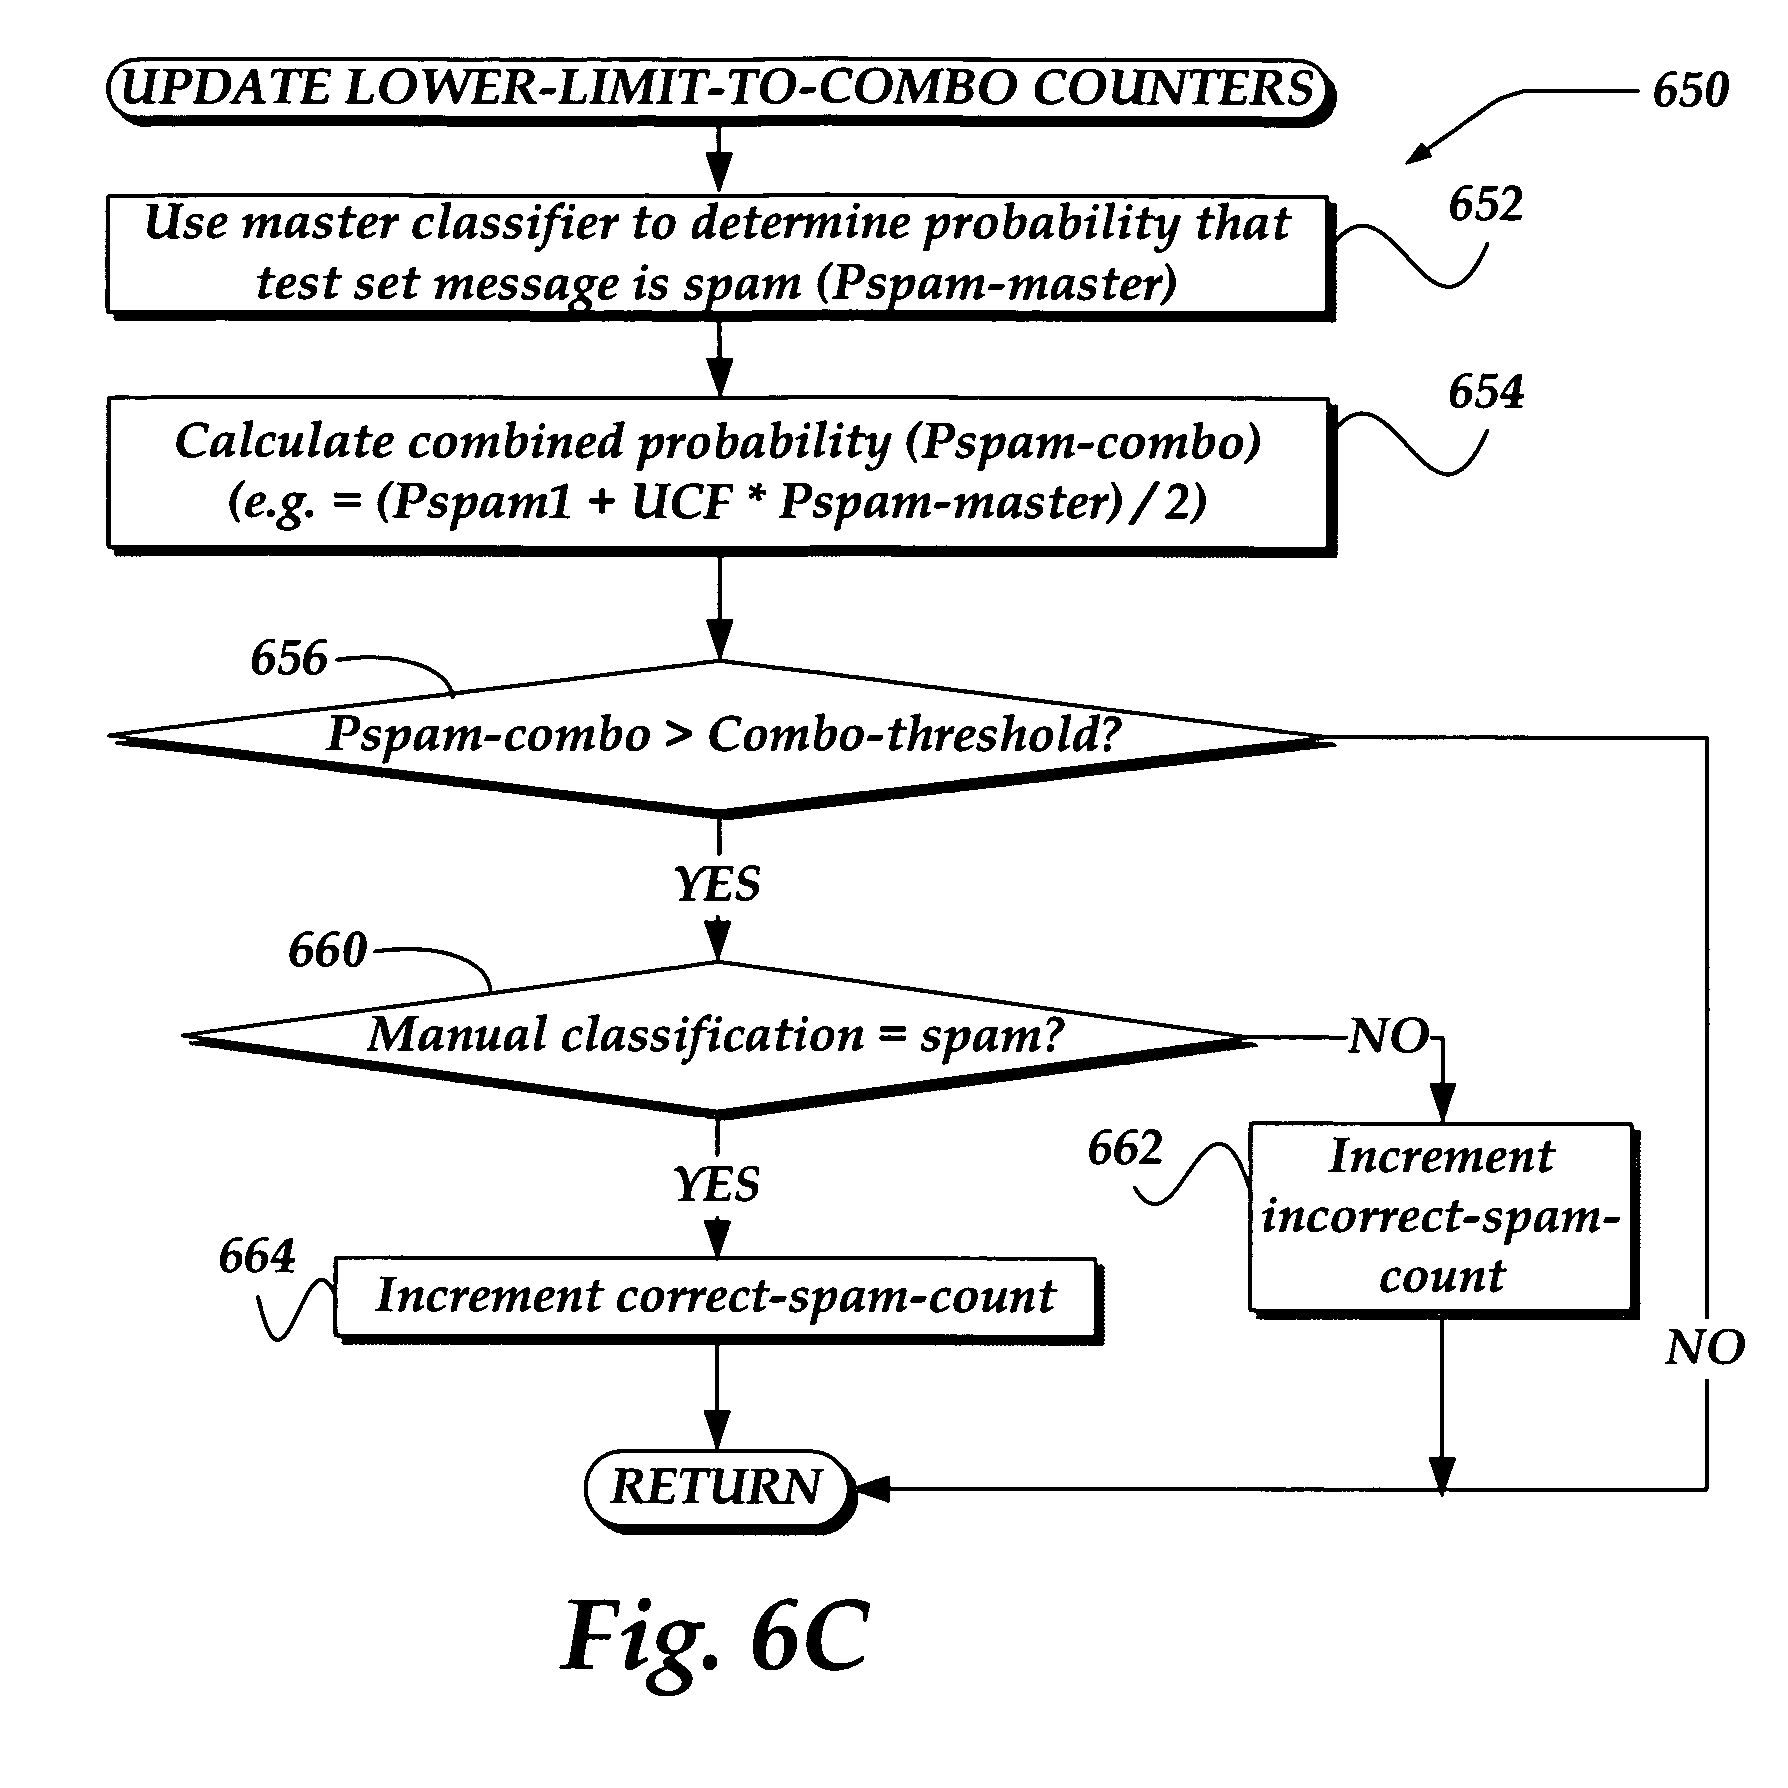 UPDATE LOWER-LIMIT-TO-COMBO COUNTERS
650
652
Use master classifier to determine probability that
test set message is spam (Pspam-master)
654
Calculate combined probability (Pspam-combo)
(e.g. = (Pspam1 + UCF * Pspam-master) / 2)
656
Pspam-combo > Combo-threshold?
YES
660
Manual classification = spam?
NO
662
Increment
incorrect-spam-
count
YES
664
Increment correct-spam-count
NO
RETURN
Fig. 6C